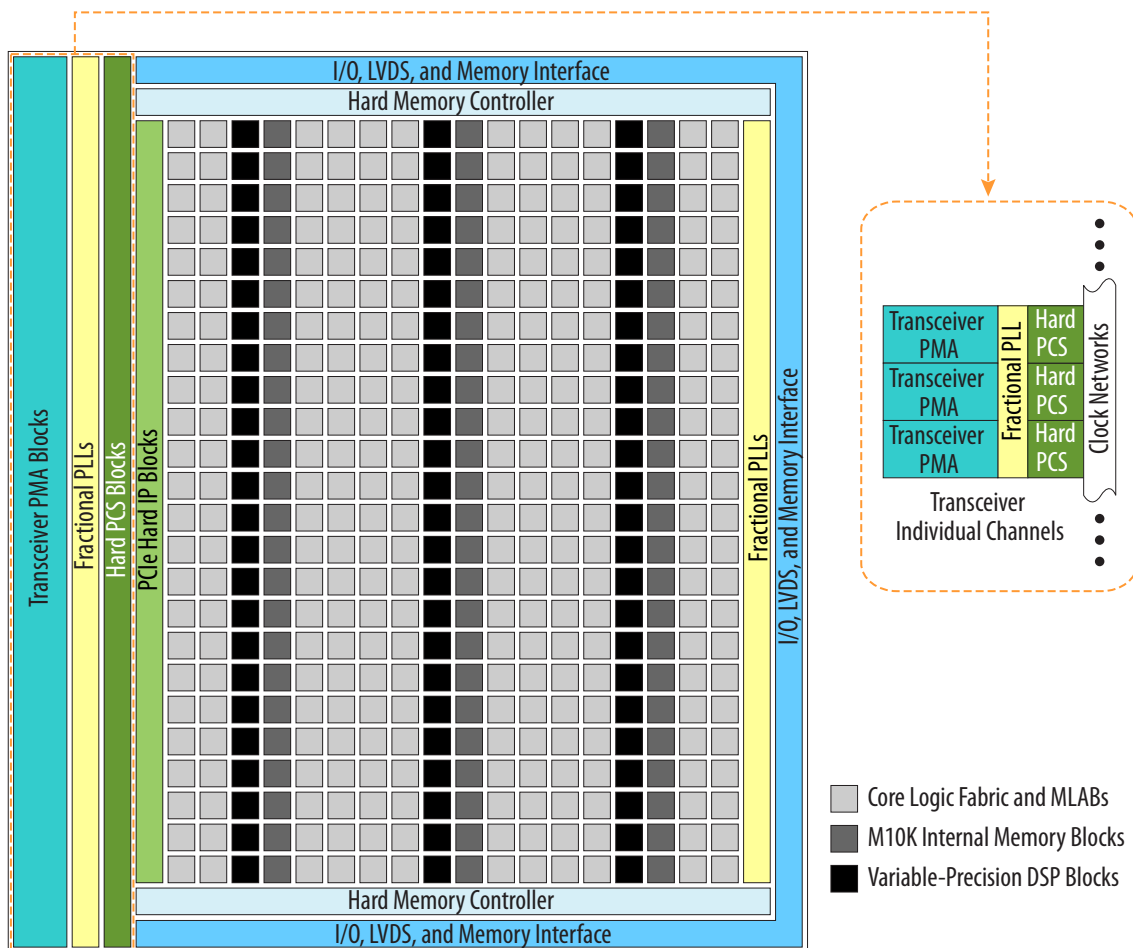 I/O, LVDS, and Memory Interface
Hard Memory Controller
Transceiver PMA Blocks
Fractional PLLs
Hard PCS Blocks
PCIe Hard IP Blocks
Fractional PLLs
I/O, LVDS, and Memory Interface
Hard Memory Controller
I/O, LVDS, and Memory Interface
Transceiver
PMA
Transceiver
PMA
Transceiver
PMA
Fractional PLL
Hard
PCS
Hard
PCS
Hard
PCS
Clock Networks
Transceiver
Individual Channels
Core Logic Fabric and MLABs
M10K Internal Memory Blocks
Variable-Precision DSP Blocks